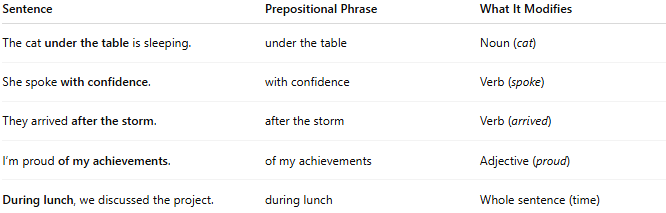 Sentence Prepositional Phrase What It Modifies
The cat under the table is sleeping. under the table Noun (cat)
She spoke with confidence. with confidence Verb (spoke)
They arrived after the storm. after the storm Verb (arrived)
I’m proud of my achievements. of my achievements Adjective (proud)
During lunch, we discussed the project. during lunch Whole sentence (time)